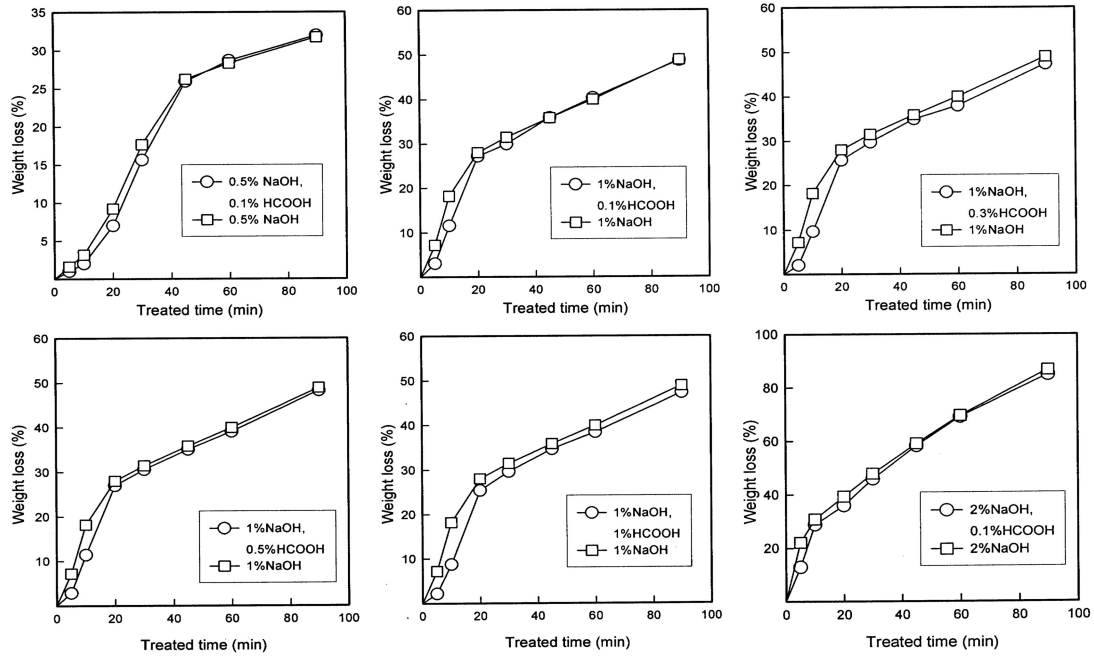 35
30
25
20
15
10
5
Weight loss (%)
0.5% NaOH,
0.1% HCOOH
0.5% NaOH
0 20 40 60 80 100
Treated time (min)
60
50
40
30
20
10
Weight loss (%)
1%NaOH,
0.1%HCOOH
1%NaOH
0 20 40 60 80 100
Treated time (min)
60
50
40
30
20
10
Weight loss (%)
1%NaOH,
0.3%HCOOH
1%NaOH
0 20 40 60 80 100
Treated time (min)
60
50
40
30
20
10
Weight loss (%)
1%NaOH,
0.5%HCOOH
1%NaOH
0 20 40 60 80 100
Treated time (min)
60
50
40
30
20
10
Weight loss (%)
1%NaOH,
1%HCOOH
1%NaOH
0 20 40 60 80 100
Treated time (min)
100
80
60
40
20
Weight loss (%)
2%NaOH,
0.1%HCOOH
2%NaOH
0 20 40 60 80 100
Treated time (min)